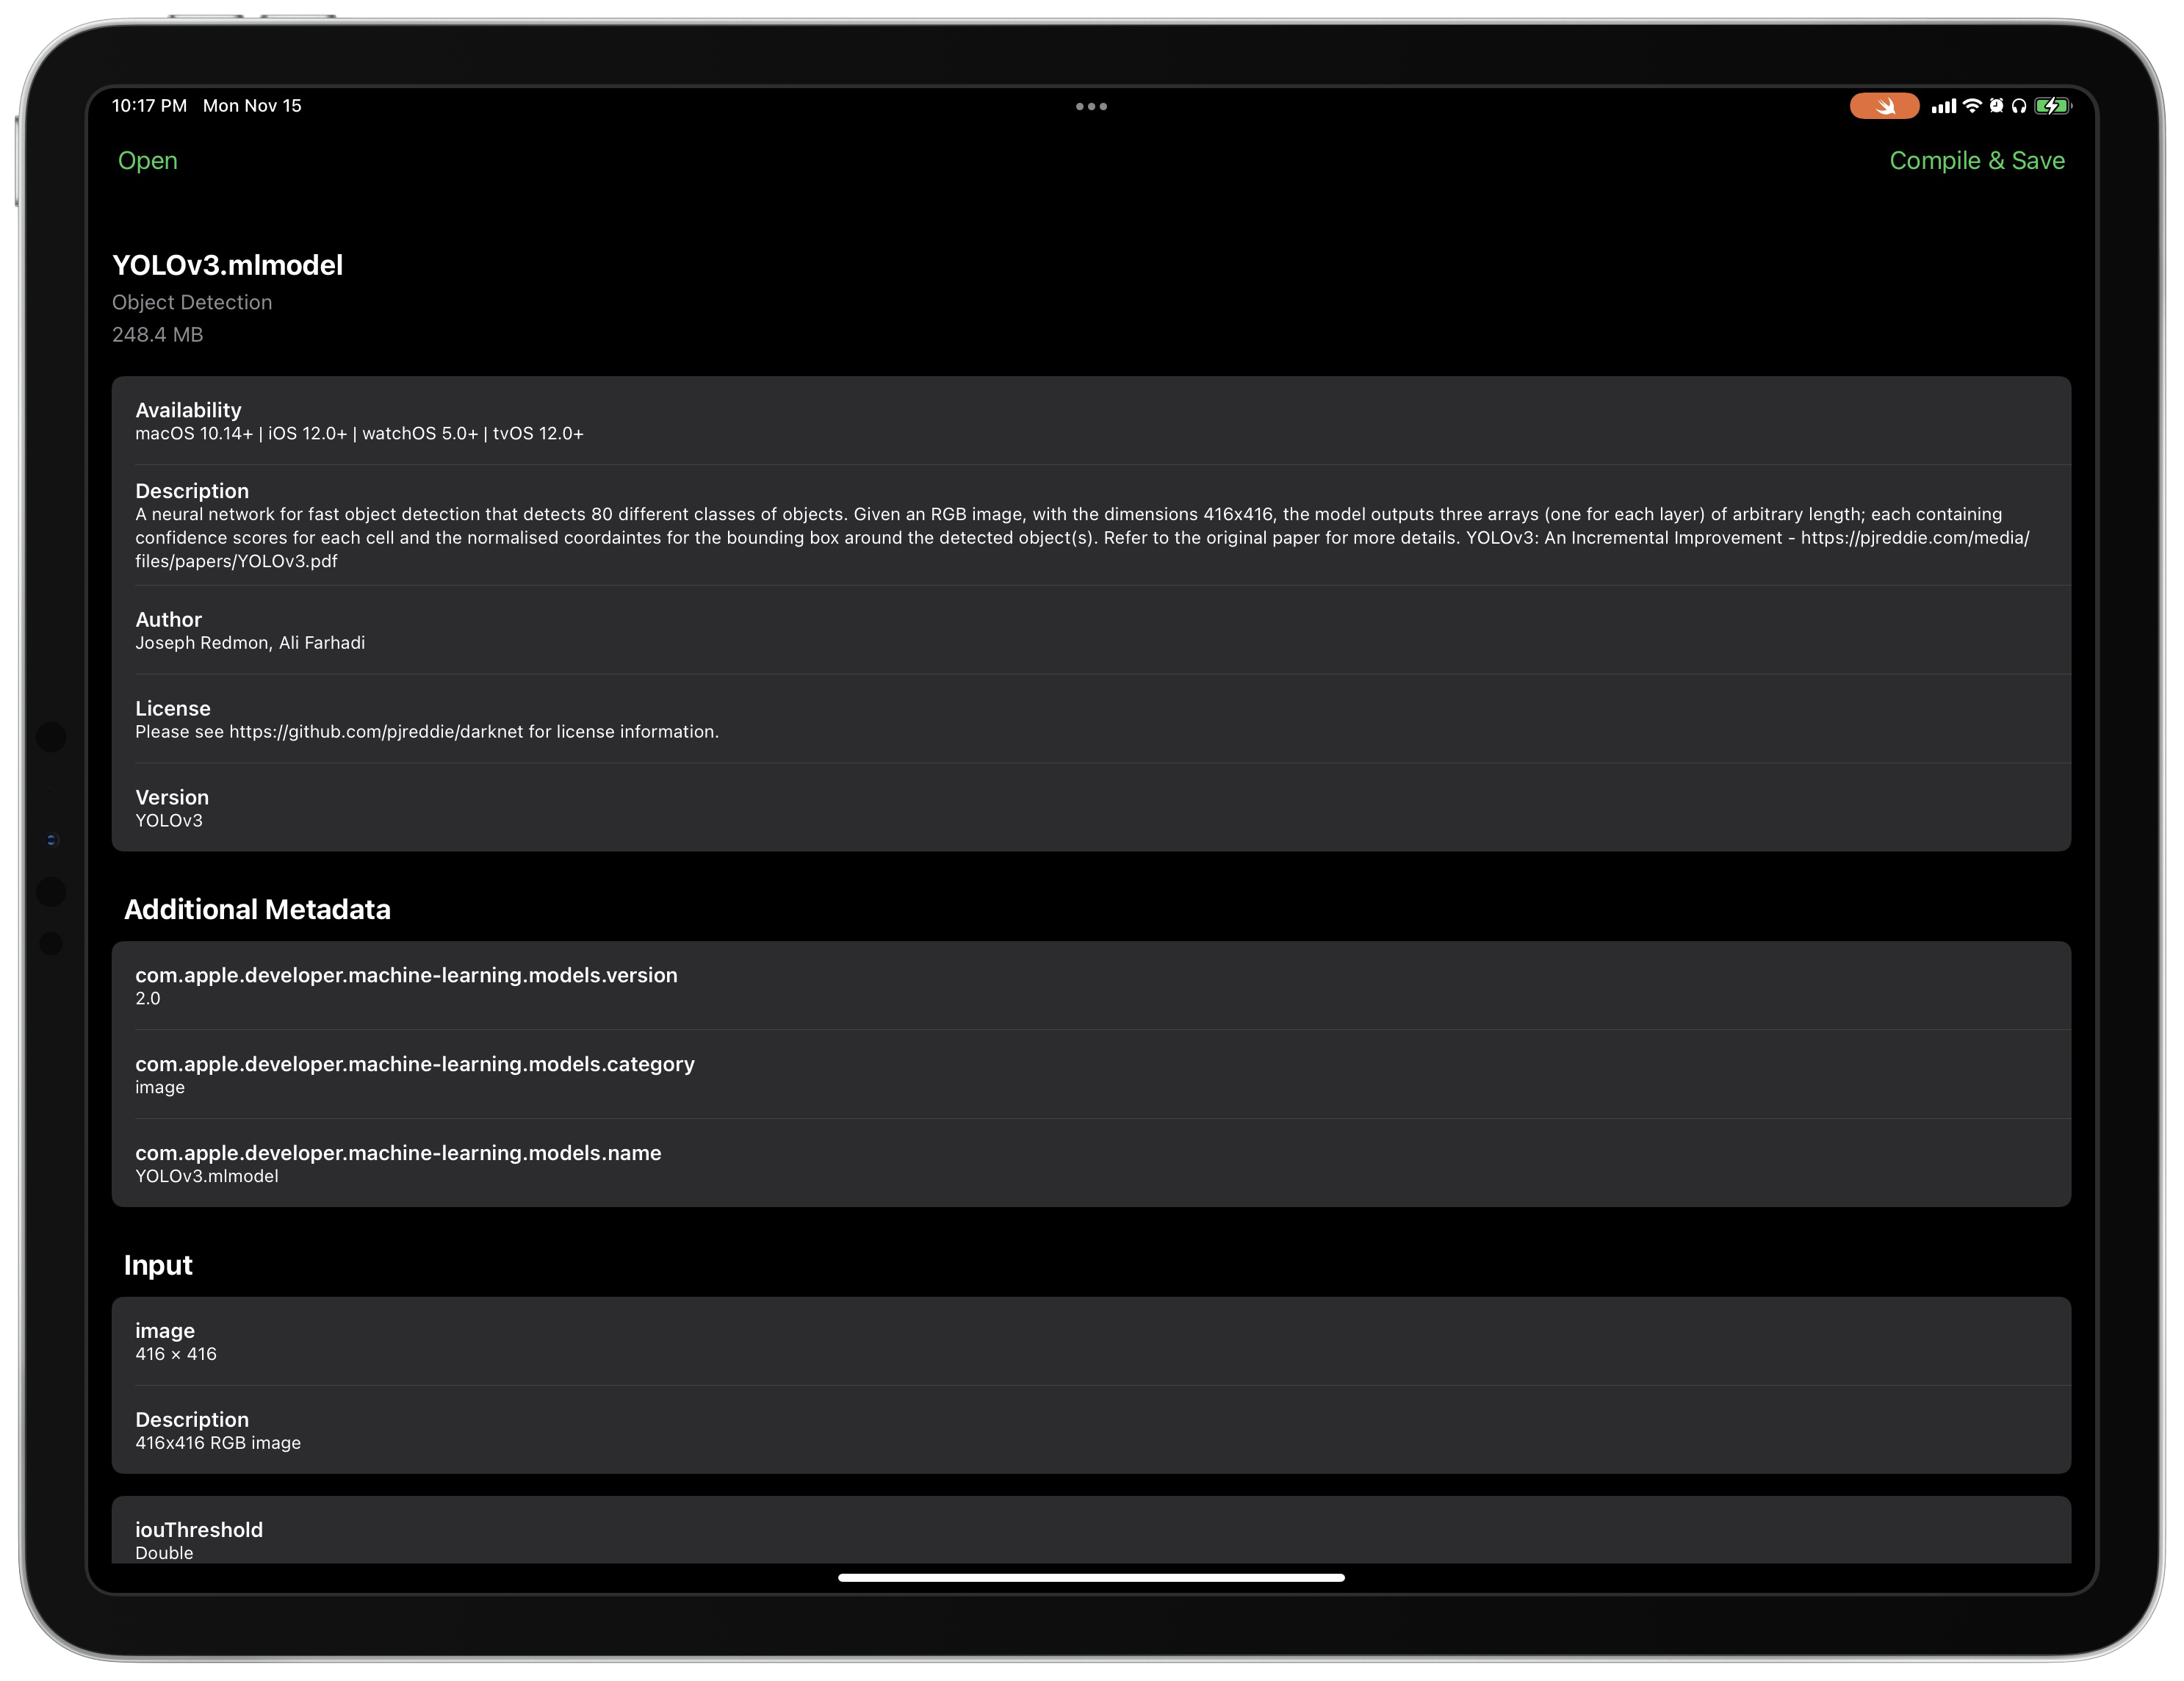 10:17 PM Mon Nov 15
Open
Compile & Save
YOLOv3.mlmodel
Object Detection
248.4 MB
Availability
macOS 10.14+ | iOS 12.0+ | watchOS 5.0+ | tvOS 12.0+
Description
A neural network for fast object detection that detects 80 different classes of objects. Given an RGB image, with the dimensions 416x416, the model outputs three arrays (one for each layer) of arbitrary length; each containing
confidence scores for each cell and the normalised coordaintes for the bounding box around the detected object(s). Refer to the original paper for more details. YOLOv3: An Incremental Improvement - https://pjreddie.com/media/
files/papers/YOLOv3.pdf
Author
Joseph Redmon, Ali Farhadi
License
Please see https://github.com/pjreddie/darknet for license information.
Version
YOLOv3
Additional Metadata
com.apple.developer.machine-learning.models.version
2.0
com.apple.developer.machine-learning.models.category
image
com.apple.developer.machine-learning.models.name
YOLOv3.mlmodel
Input
image
416 × 416
Description
416x416 RGB image
iouThreshold
Double